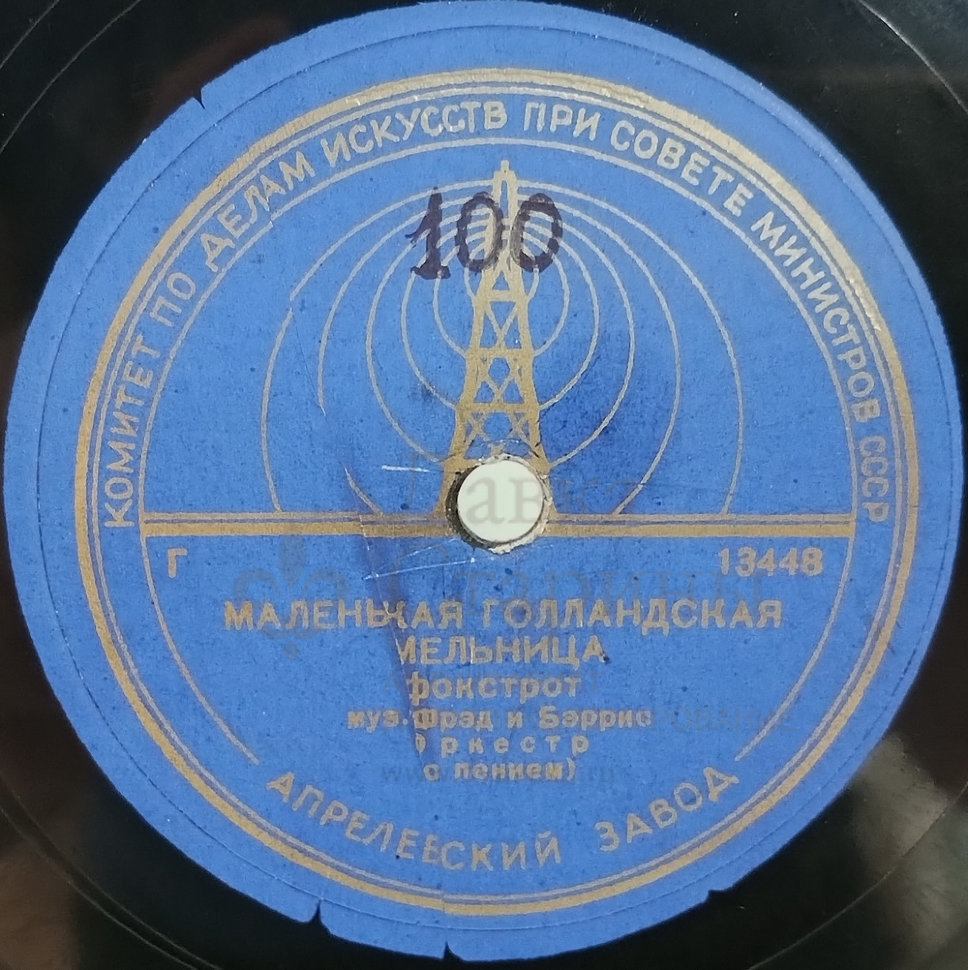 КОМИТЕТ ПО ДЕЛАМ ИСКУССТВ ПРИ СОВЕТЕ МИНИСТРОВ СССР
100
Г 13448
МАЛЕНЬКАЯ ГОЛЛАНДСКАЯ
МЕЛЬНИЦА
фокстрот
муз. Фрэд и Бэррис
оркестр
(с пением)
АПРЕЛЕВСКИЙ ЗАВОД